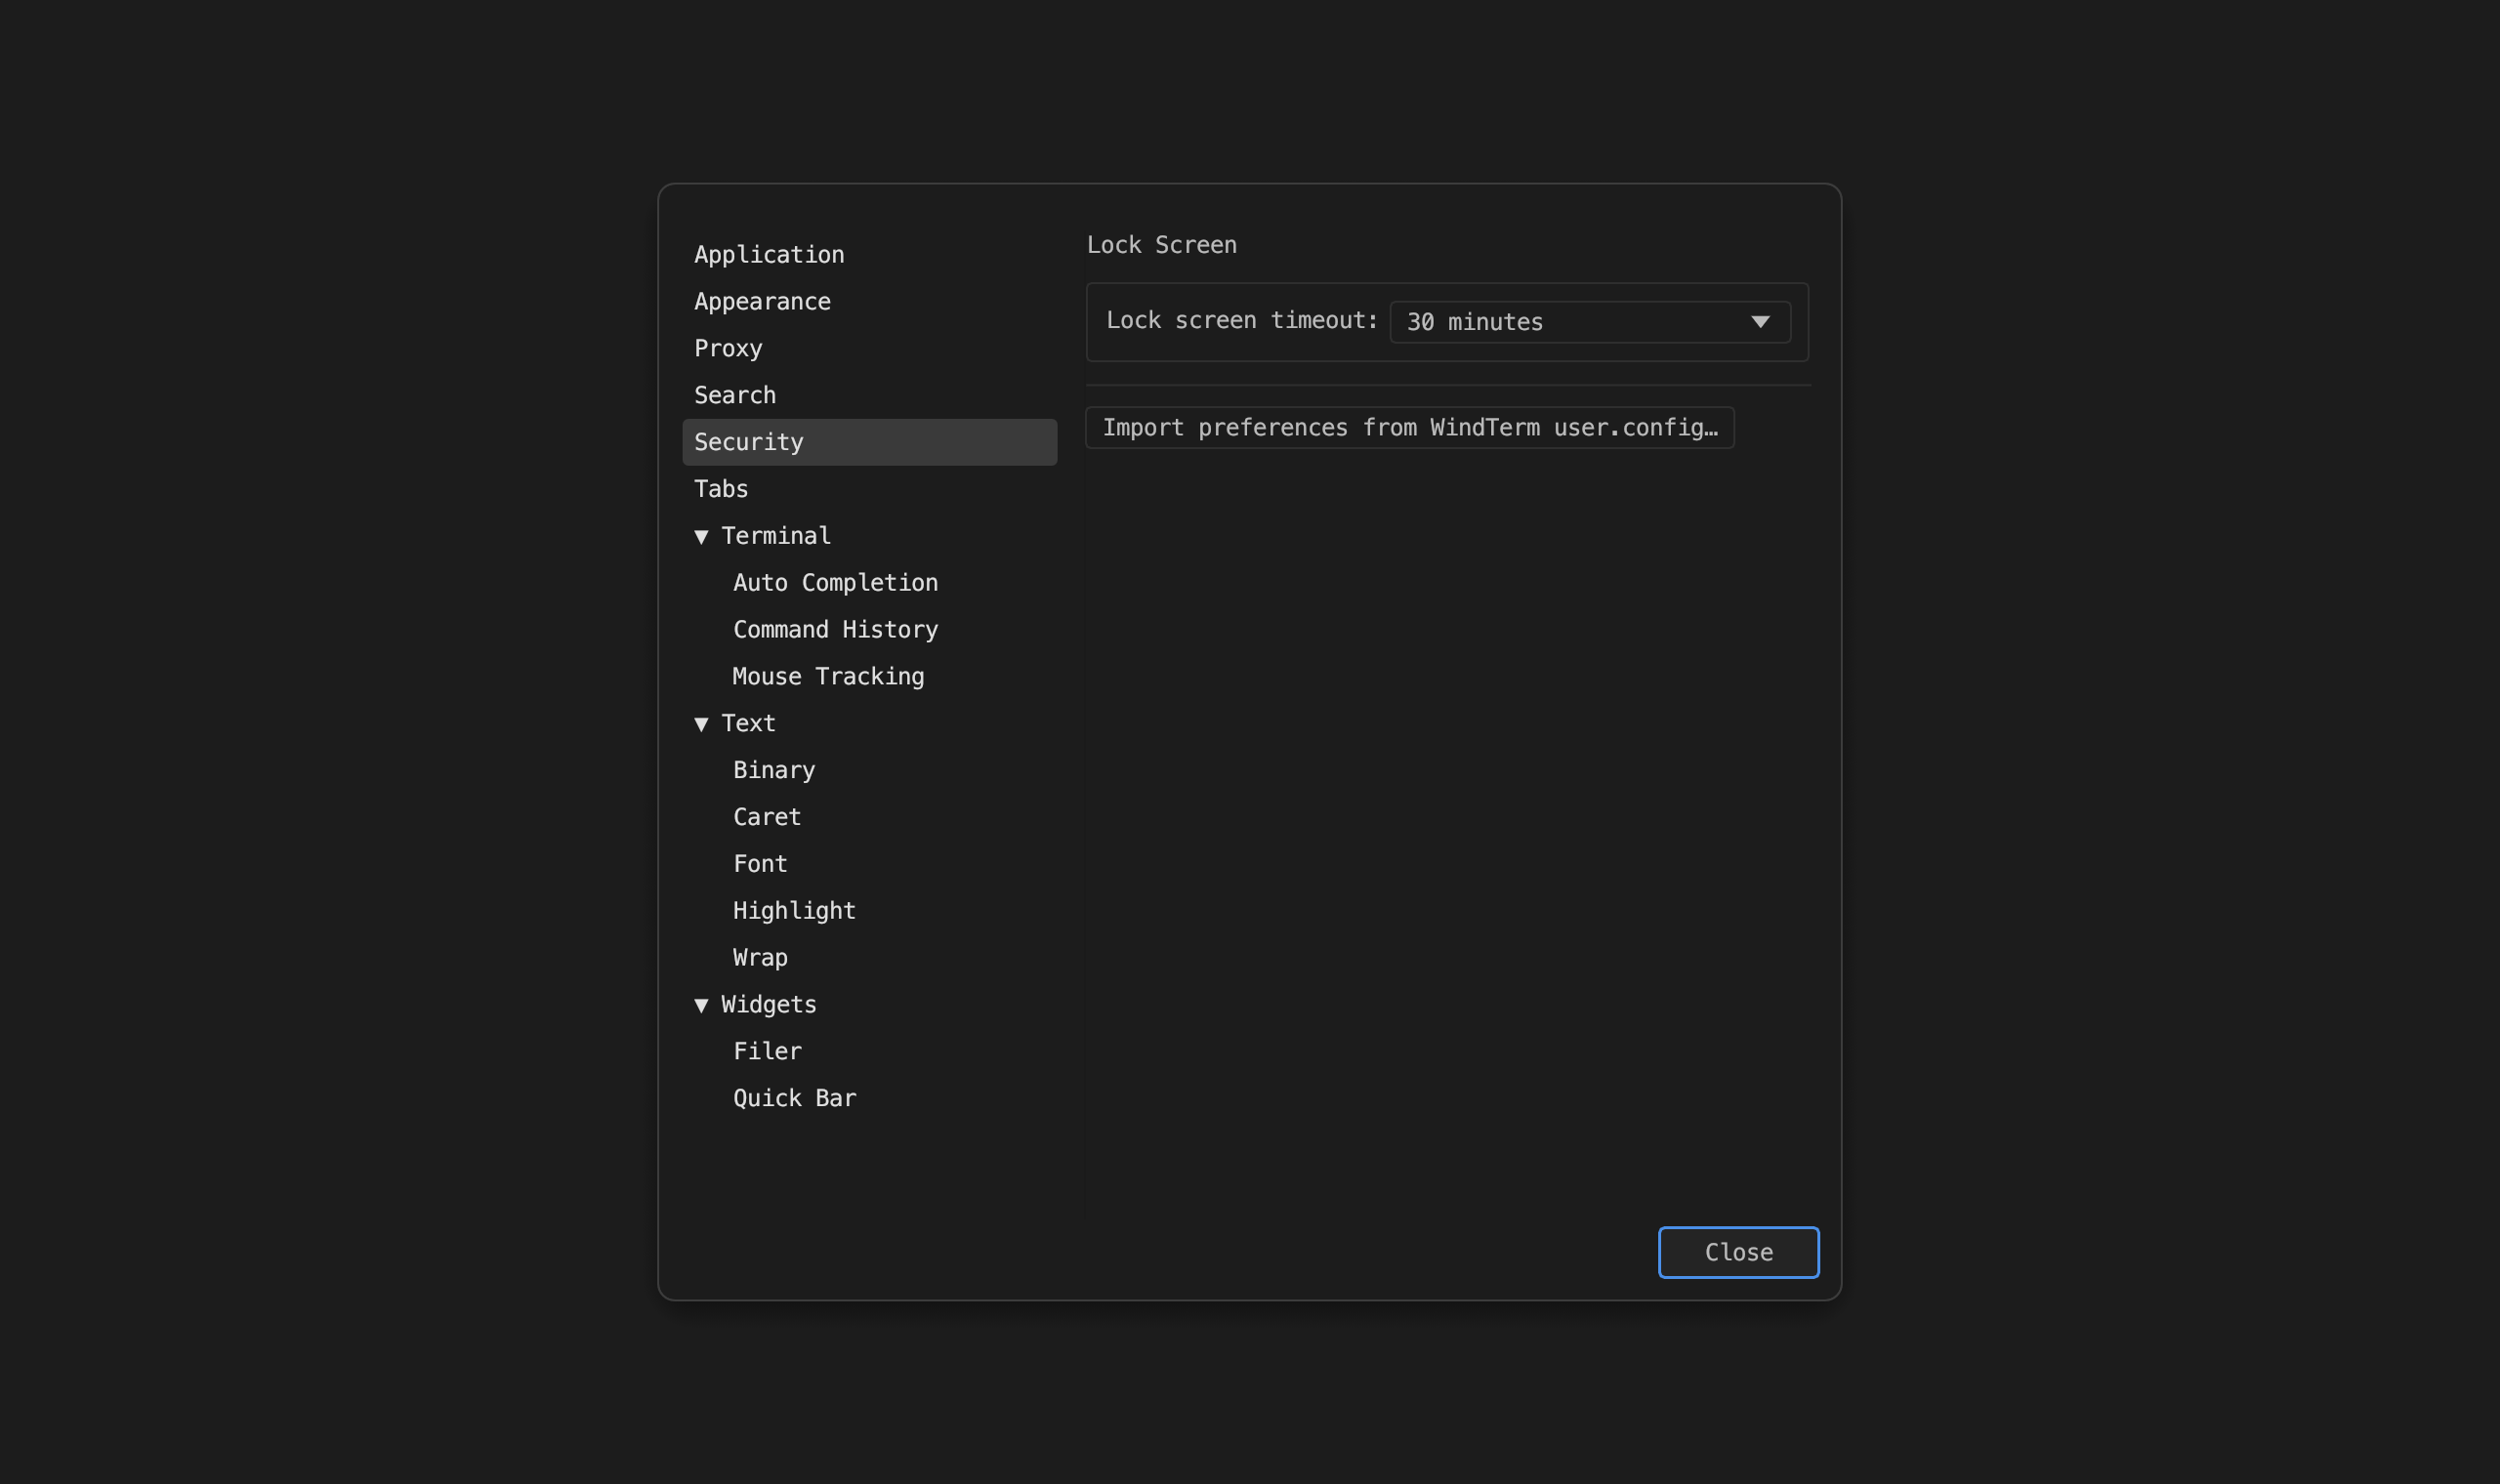 Application
Appearance
Proxy
Search
Security
Tabs
▼ Terminal
Auto Completion
Command History
Mouse Tracking
▼ Text
Binary
Caret
Font
Highlight
Wrap
▼ Widgets
Filer
Quick Bar
Lock Screen
Lock screen timeout: 30 minutes
Import preferences from WindTerm user.config…
Close